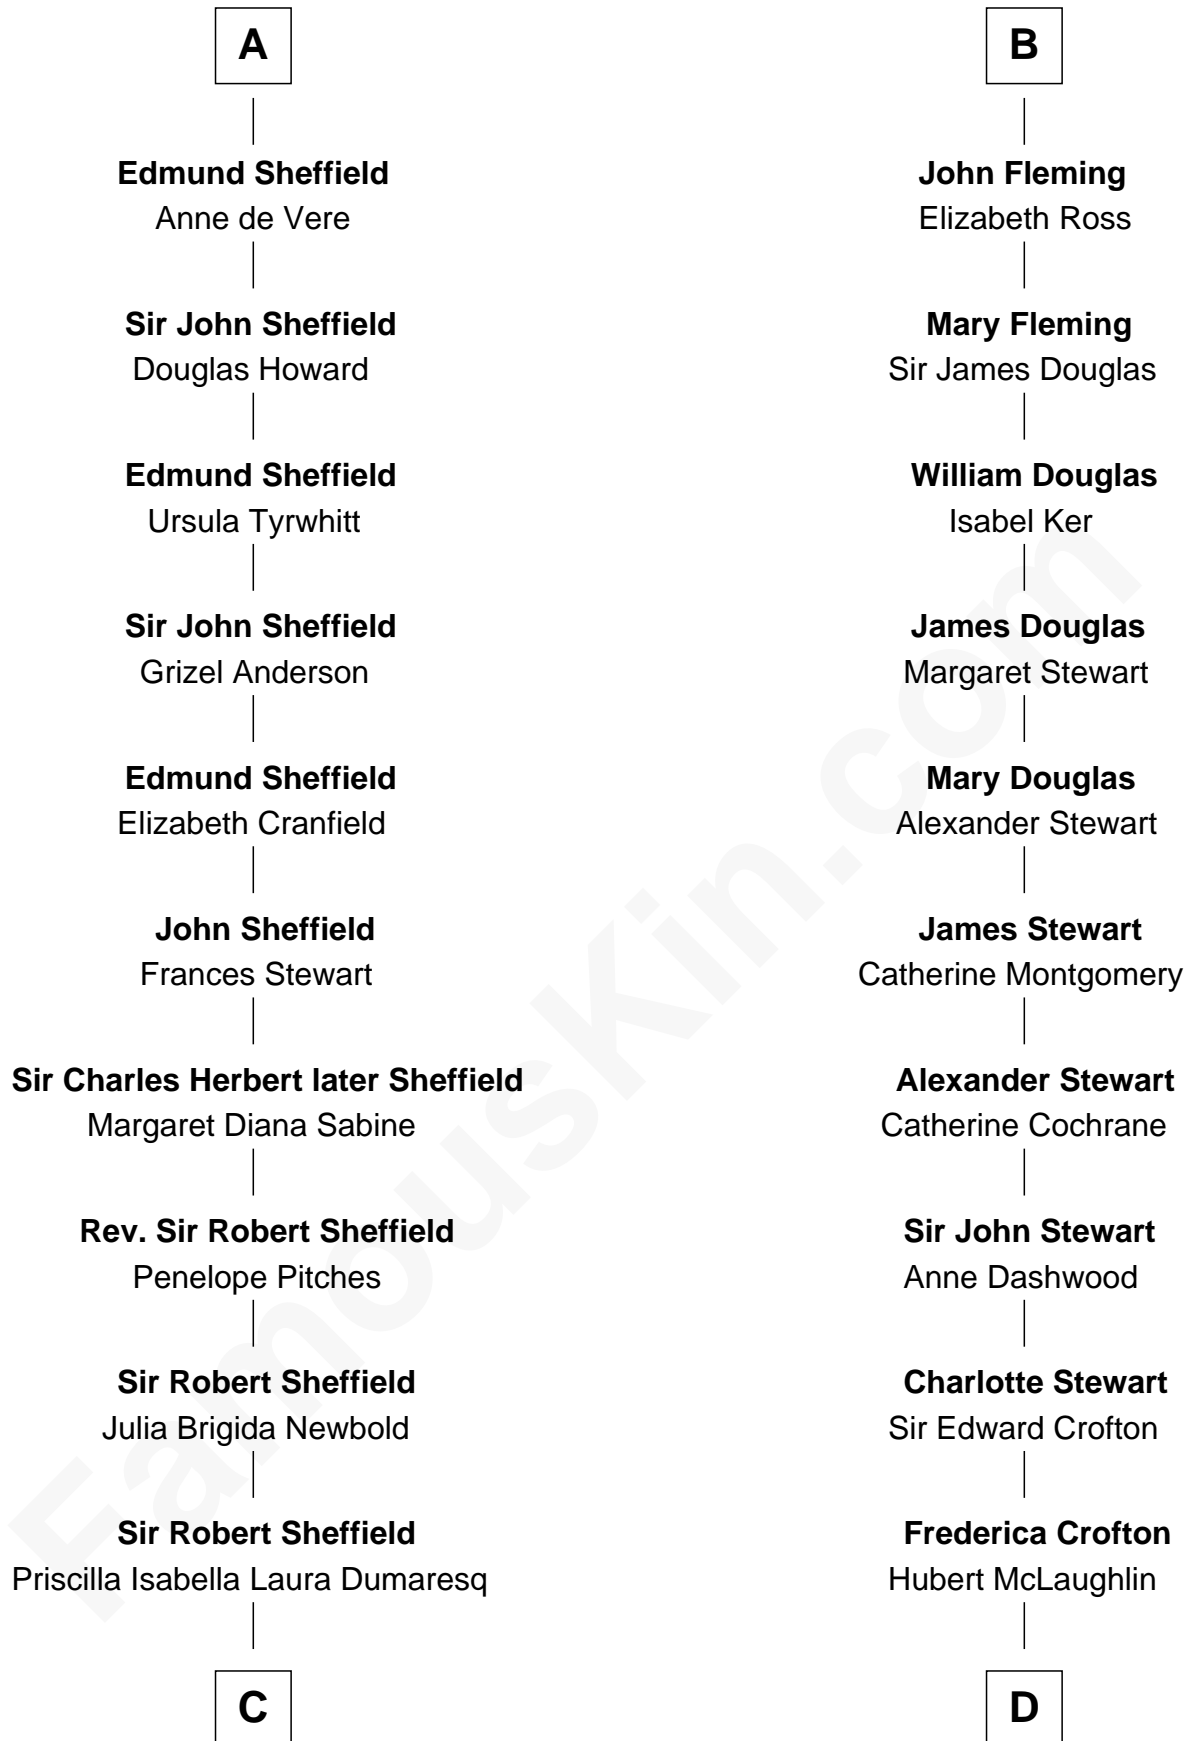 A
Edmund Sheffield
Anne de Vere
Sir John Sheffield
Douglas Howard
Edmund Sheffield
Ursula Tyrwhitt
Sir John Sheffield
Grizel Anderson
Edmund Sheffield
Elizabeth Cranfield
John Sheffield
Frances Stewart
Sir Charles Herbert later Sheffield
Margaret Diana Sabine
Rev. Sir Robert Sheffield
Penelope Pitches
Sir Robert Sheffield
Julia Brigida Newbold
Sir Robert Sheffield
Priscilla Isabella Laura Dumaresq
C
B
John Fleming
Elizabeth Ross
Mary Fleming
Sir James Douglas
William Douglas
Isabel Ker
James Douglas
Margaret Stewart
Mary Douglas
Alexander Stewart
James Stewart
Catherine Montgomery
Alexander Stewart
Catherine Cochrane
Sir John Stewart
Anne Dashwood
Charlotte Stewart
Sir Edward Crofton
Frederica Crofton
Hubert McLaughlin
D
FamousKin.com